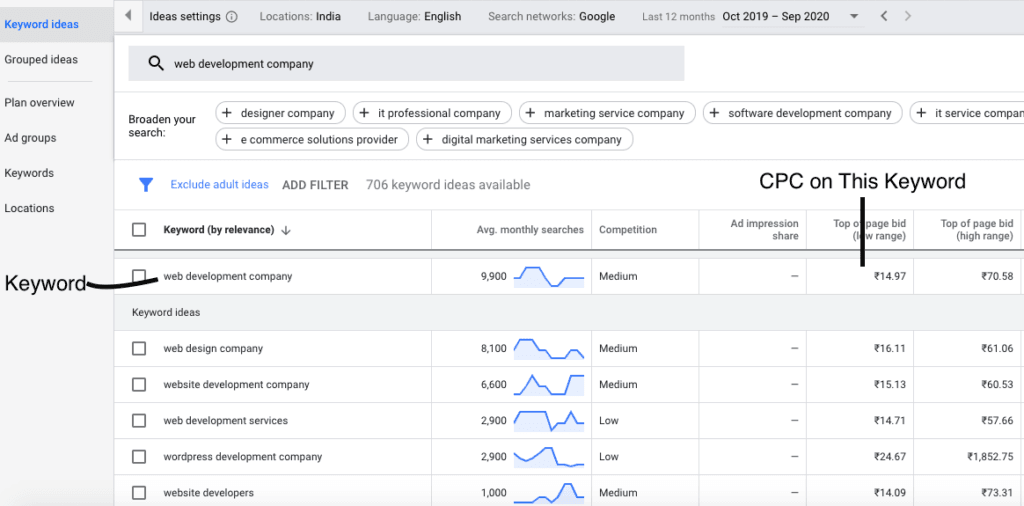 Keyword ideas
Grouped ideas
Plan overview
Ad groups
Keywords
Locations
Ideas settings Locations: India Language: English Search networks: Google Last 12 months Oct 2019 – Sep 2020
web development company
Broaden your search:
+ designer company + it professional company + marketing service company + software development company + it service compan
+ e commerce solutions provider + digital marketing services company
Exclude adult ideas ADD FILTER 706 keyword ideas available
CPC on This Keyword
Keyword (by relevance) ↓ Avg. monthly searches Competition Ad impression share Top of page bid (low range) Top of page bid (high range)
Keyword
web development company 9,900 Medium – ₹14.97 ₹70.58
Keyword ideas
web design company 8,100 Medium – ₹16.11 ₹61.06
website development company 6,600 Medium – ₹15.13 ₹60.53
web development services 2,900 Low – ₹14.71 ₹57.66
wordpress development company 2,900 Low – ₹24.67 ₹1,852.75
website developers 1,000 Medium – ₹14.09 ₹73.31